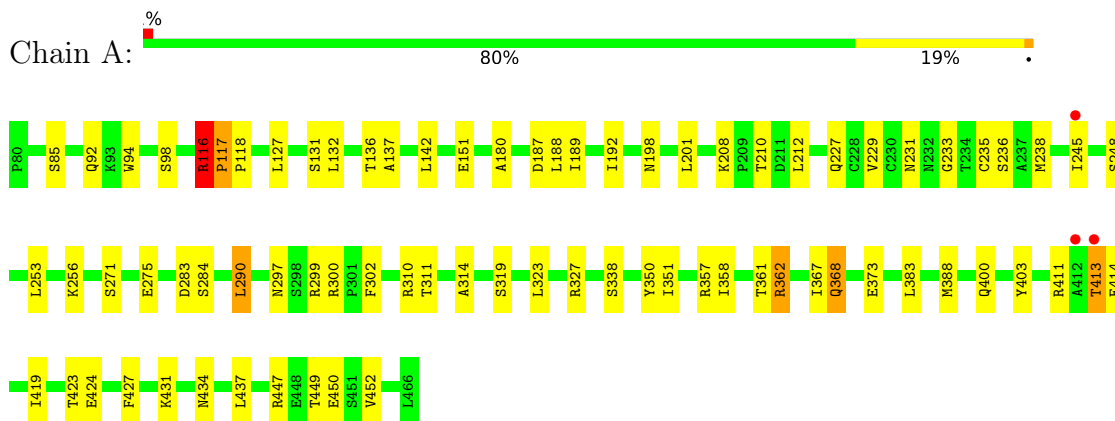 .%
Chain A:
80% 19% .
P80 S85 Q92 K93 W94 S98 R116 P117 P118 L127 S131 L132 T136 A137 L142 E151 A180 D187 L188 I189 I192 N198 L201 K208 P209 T210 D211 L212 Q227 C228 V229 C230 N231 N232 G233 T234 C235 S236 A237 M238 I245
L253 K256 S271 E275 D283 S284 L290 N297 S298 R299 R300 P301 F302 R310 T311 A314 S319 L323 R327 S338 Y350 I351 R357 I358 T361 R362 I367 Q368 E373 L383 M388 Q400 Y403 R411 A412 T413
I419 T423 E424 F427 K431 N434 L437 R447 E448 T449 E450 S451 V452 L466